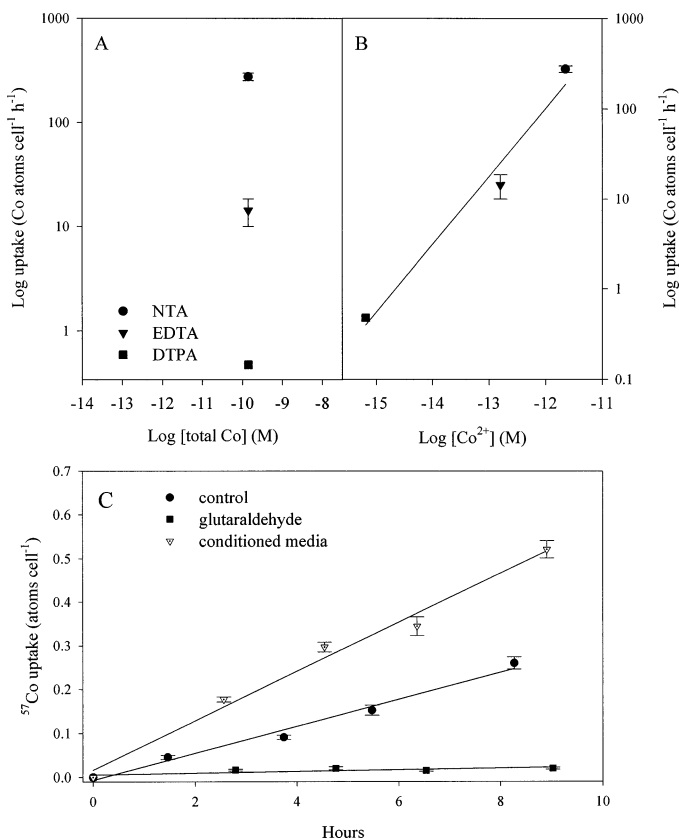 A
B
1000
100
10
1
Log uptake (Co atoms cell⁻¹ h⁻¹)
NTA
EDTA
DTPA
-14 -13 -12 -11 -10 -9 -8
Log [total Co] (M)
1000
100
10
1
0.1
Log uptake (Co atoms cell⁻¹ h⁻¹)
-15 -14 -13 -12 -11
Log [Co²⁺] (M)
C
0.7
0.6
0.5
0.4
0.3
0.2
0.1
0.0
⁵⁷Co uptake (atoms cell⁻¹)
control
glutaraldehyde
conditioned media
0 2 4 6 8 10
Hours